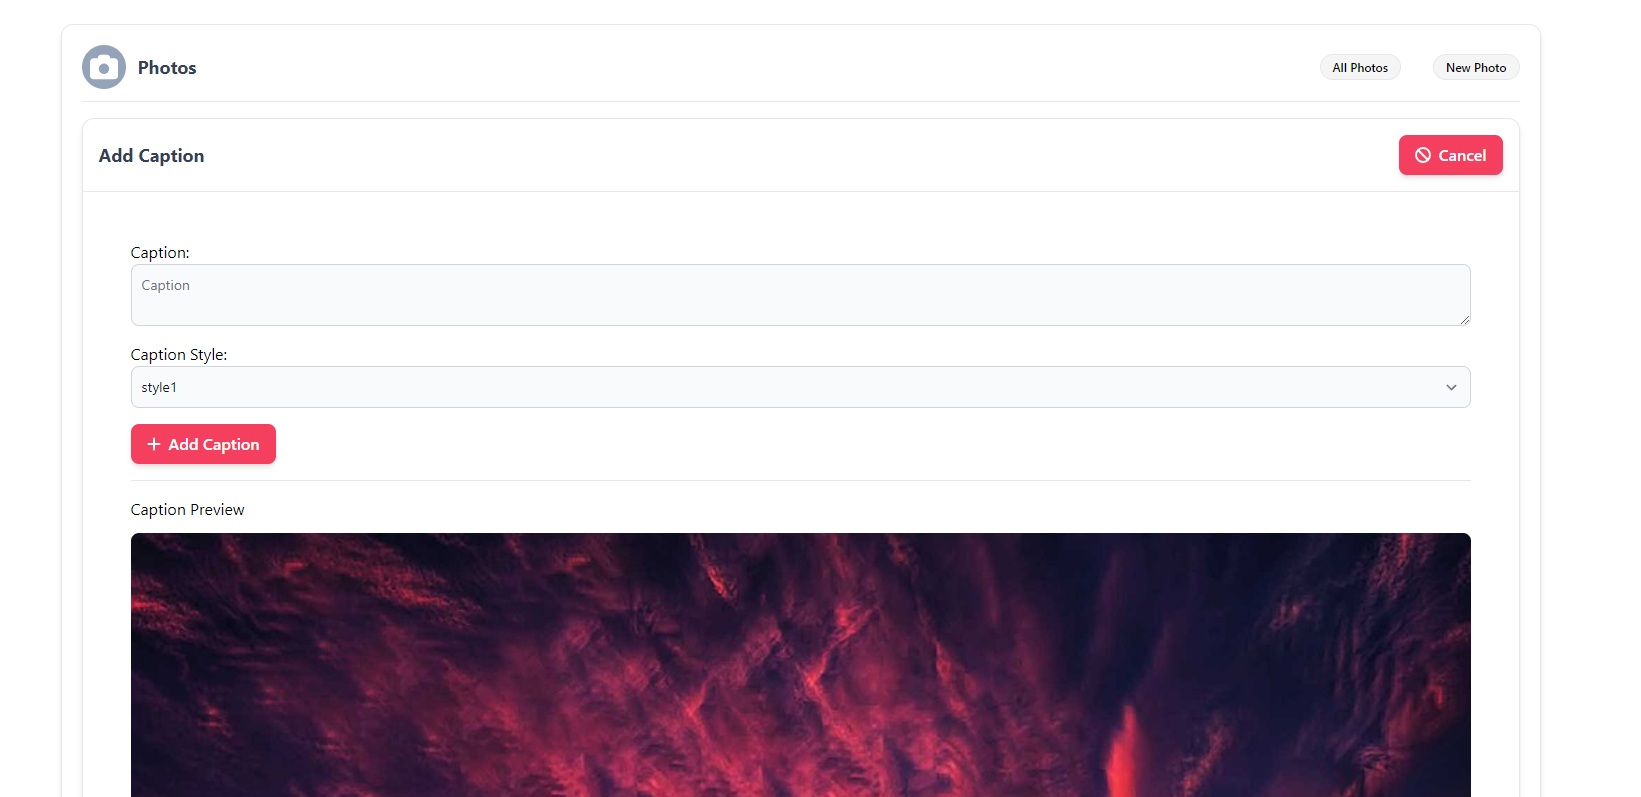 Photos
All Photos
New Photo
Add Caption
Cancel
Caption:
Caption
Caption Style:
style1
Add Caption
Caption Preview